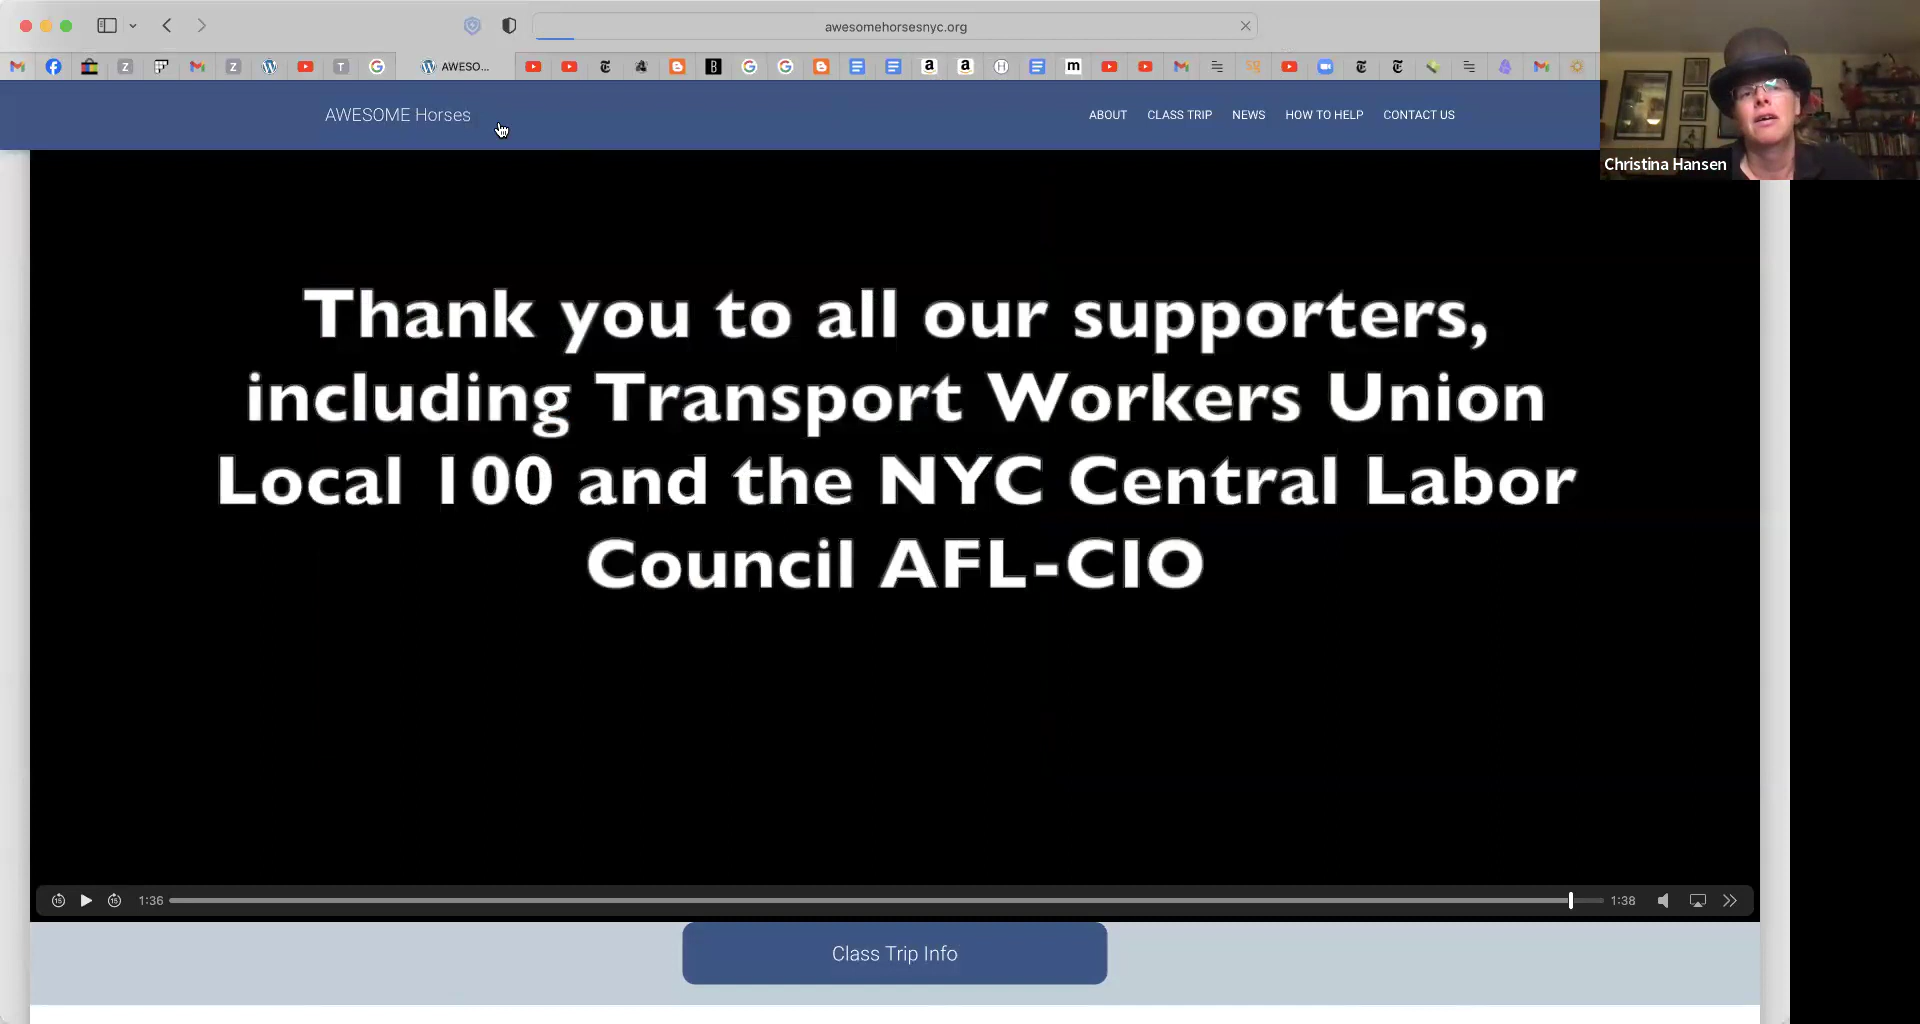 awesomehorsesnyc.org
AWESO...
AWESOME Horses
ABOUT CLASS TRIP NEWS HOW TO HELP CONTACT US
Christina Hansen
Thank you to all our supporters,
including Transport Workers Union
Local 100 and the NYC Central Labor
Council AFL-CIO
1:36
1:38
Class Trip Info